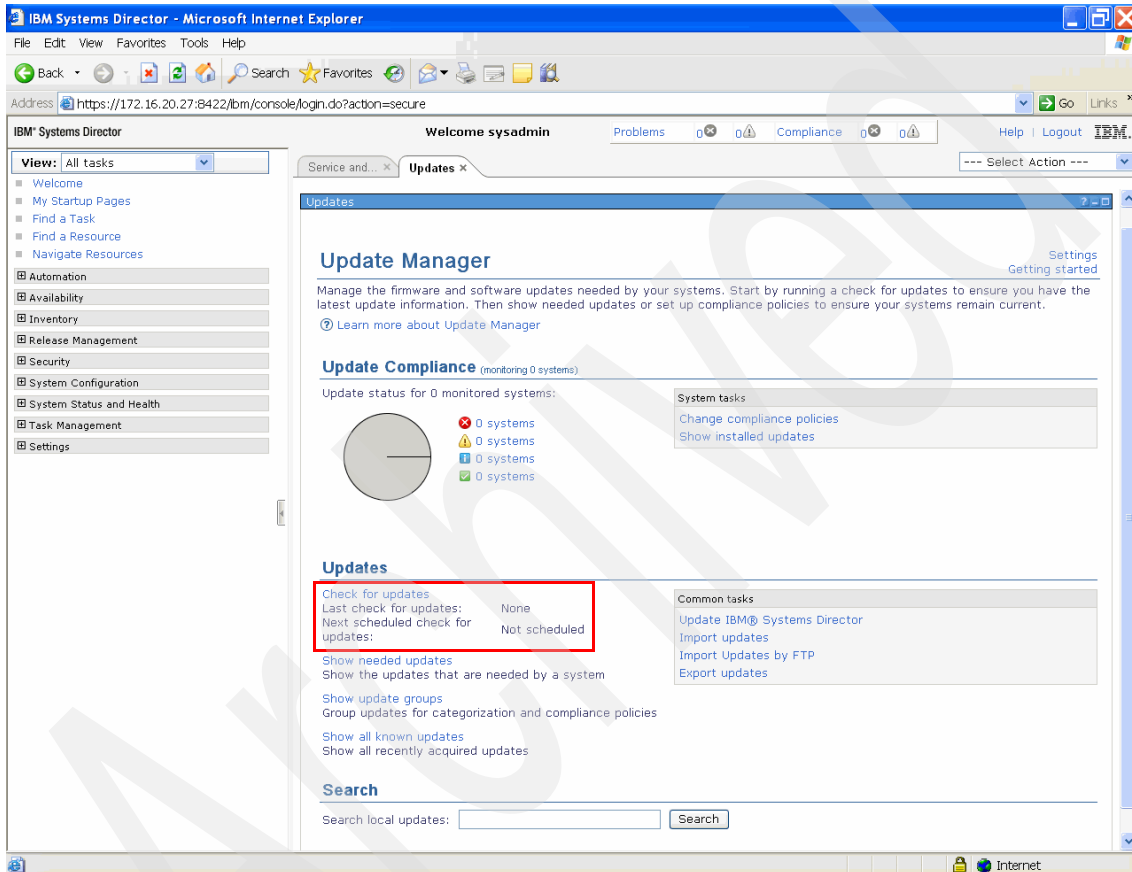 IBM Systems Director - Microsoft Internet Explorer
File Edit View Favorites Tools Help
Back Search Favorites
Address https://172.16.20.27:8422/ibm/console/login.do?action=secure Go Links »
IBM® Systems Director Welcome sysadmin Problems 0 0 Compliance 0 0 Help | Logout IBM.
View: All tasks
Service and... × Updates × --- Select Action ---
Welcome
My Startup Pages
Find a Task
Find a Resource
Navigate Resources
Automation
Availability
Inventory
Release Management
Security
System Configuration
System Status and Health
Task Management
Settings
Updates ? – □
Update Manager
Settings
Getting started
Manage the firmware and software updates needed by your systems. Start by running a check for updates to ensure you have the
latest update information. Then show needed updates or set up compliance policies to ensure your systems remain current.
? Learn more about Update Manager
Update Compliance (monitoring 0 systems)
Update status for 0 monitored systems:
0 systems
0 systems
0 systems
0 systems
System tasks
Change compliance policies
Show installed updates
Updates
Check for updates
Last check for updates: None
Next scheduled check for
updates: Not scheduled
Show needed updates
Show the updates that are needed by a system
Show update groups
Group updates for categorization and compliance policies
Show all known updates
Show all recently acquired updates
Common tasks
Update IBM® Systems Director
Import updates
Import Updates by FTP
Export updates
Search
Search local updates: Search
Internet
Archived